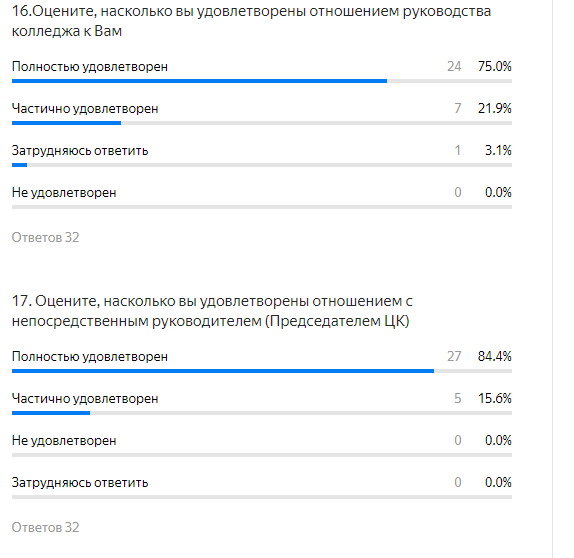 16.Оцените, насколько вы удовлетворены отношением руководства
колледжа к Вам
Полностью удовлетворен 24 75.0%
Частично удовлетворен 7 21.9%
Затрудняюсь ответить 1 3.1%
Не удовлетворен 0 0.0%
Ответов 32
17. Оцените, насколько вы удовлетворены отношением с
непосредственным руководителем (Председателем ЦК)
Полностью удовлетворен 27 84.4%
Частично удовлетворен 5 15.6%
Не удовлетворен 0 0.0%
Затрудняюсь ответить 0 0.0%
Ответов 32